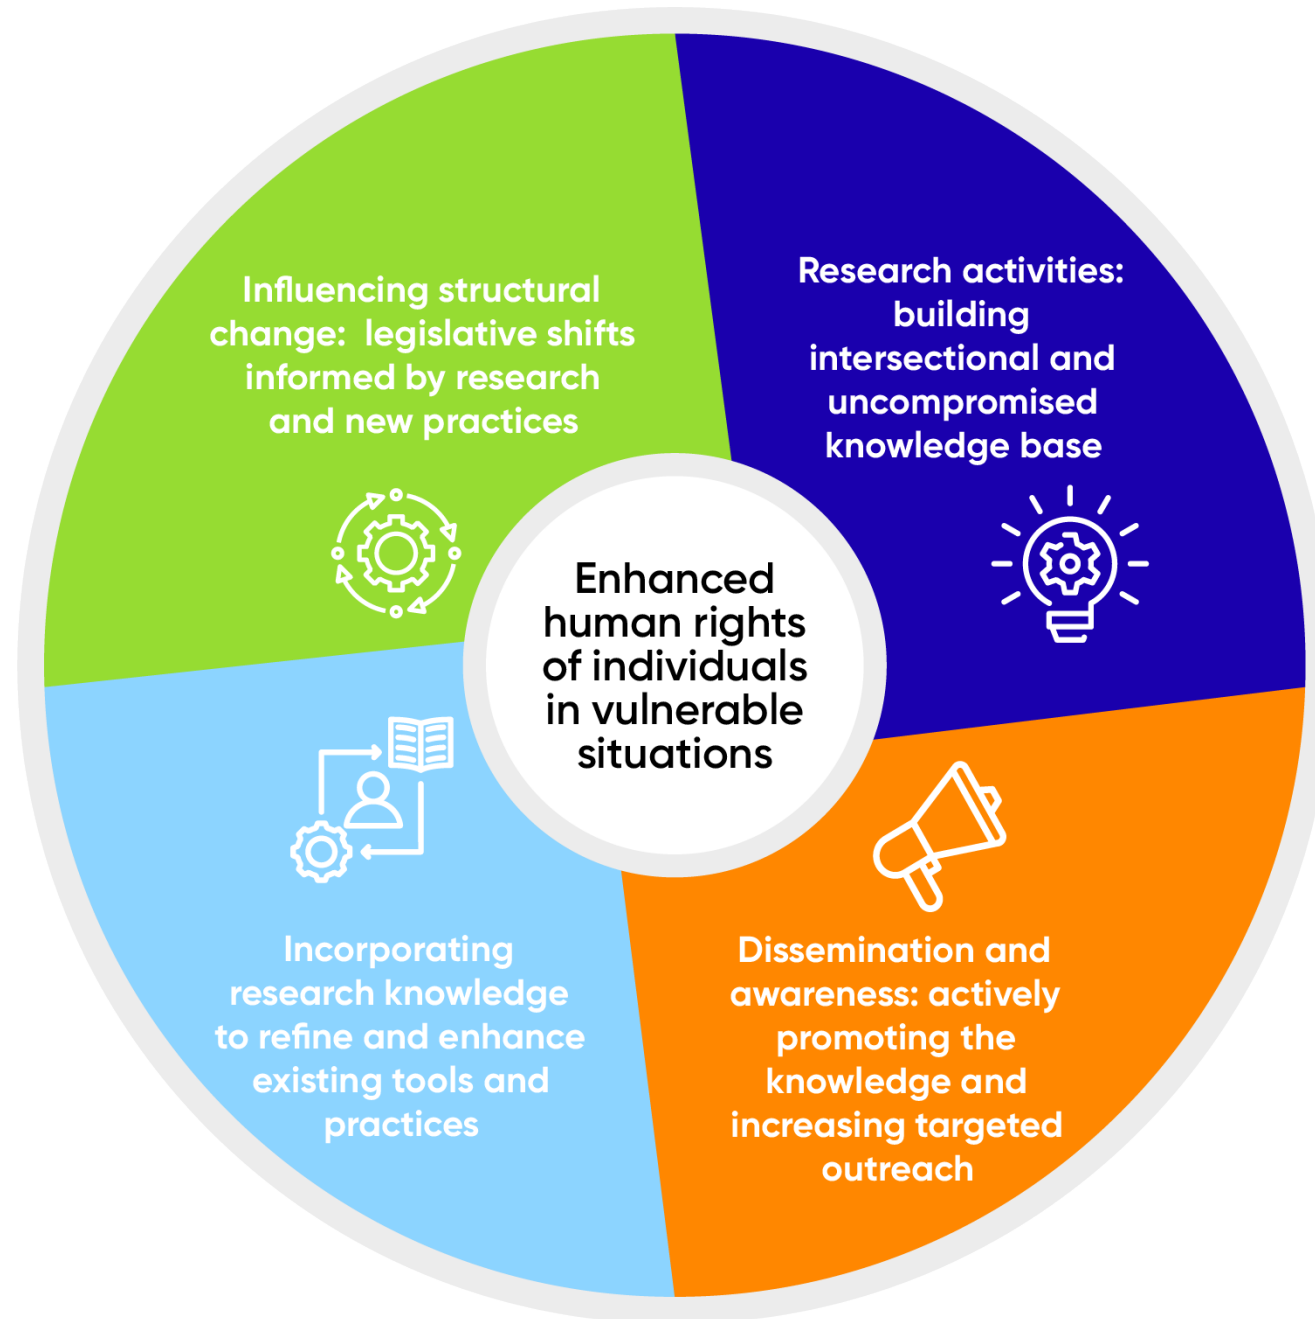 Influencing structural
change:  legislative shifts
informed by research
and new practices
Research activities:
building
intersectional and
uncompromised
knowledge base
Enhanced
human rights
of individuals
in vulnerable
situations
Incorporating
research knowledge
to refine and enhance
existing tools and
practices
Dissemination and
awareness: actively
promoting the
knowledge and
increasing targeted
outreach